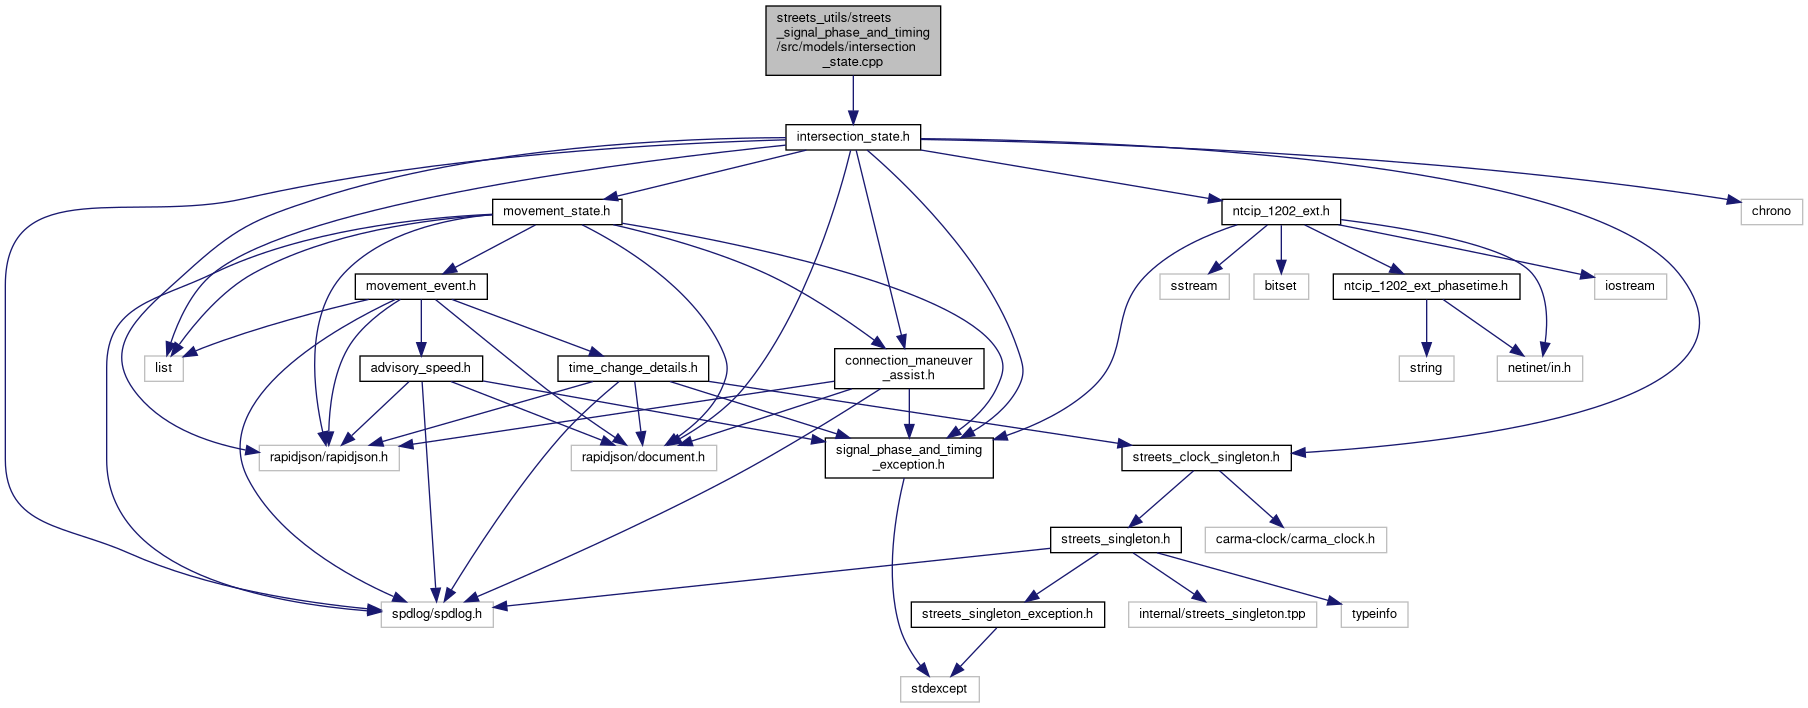 streets_utils/streets
_signal_phase_and_timing
/src/models/intersection
_state.cpp
intersection_state.h
movement_state.h
ntcip_1202_ext.h
chrono
movement_event.h
sstream
bitset
ntcip_1202_ext_phasetime.h
iostream
list
advisory_speed.h
time_change_details.h
connection_maneuver
_assist.h
string
netinet/in.h
rapidjson/rapidjson.h
rapidjson/document.h
signal_phase_and_timing
_exception.h
streets_clock_singleton.h
streets_singleton.h
carma-clock/carma_clock.h
spdlog/spdlog.h
streets_singleton_exception.h
internal/streets_singleton.tpp
typeinfo
stdexcept